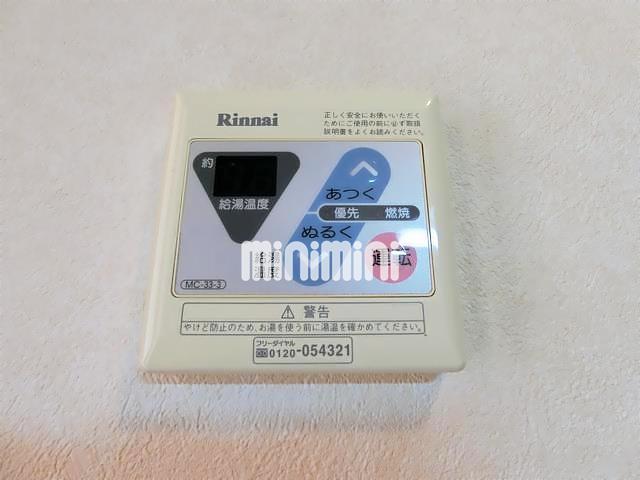 Rinnai
正しく安全にお使いいただく
ためにご使用の前に必ず取扱
説明書をよくお読みください。
約
給湯温度
あつく
優先 燃焼
ぬるく
minimini
給湯
温度
運転
MC-33-3
警告
やけど防止のため、お湯を使う前に湯温を確かめてください。
フリーダイヤル
0120-054321